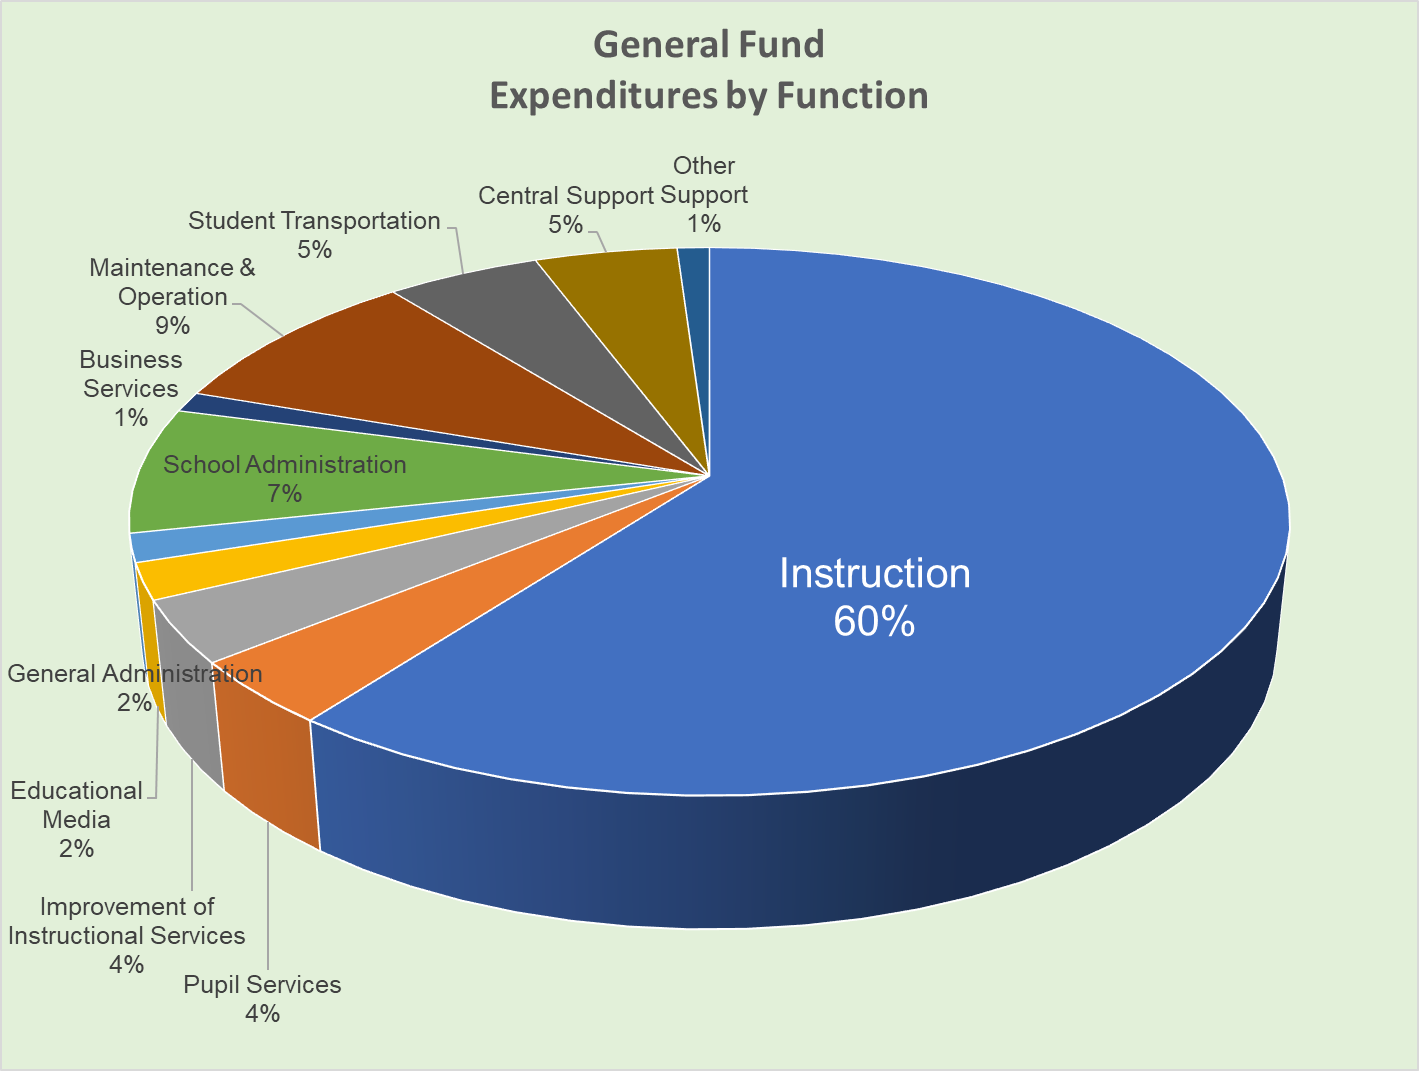 General Fund
Expenditures by Function
Other
Support
1%
Central Support
5%
Student Transportation
5%
Maintenance &
Operation
9%
Business
Services
1%
School Administration
7%
Instruction
60%
General Administration
2%
Educational
Media
2%
Improvement of
Instructional Services
4%
Pupil Services
4%